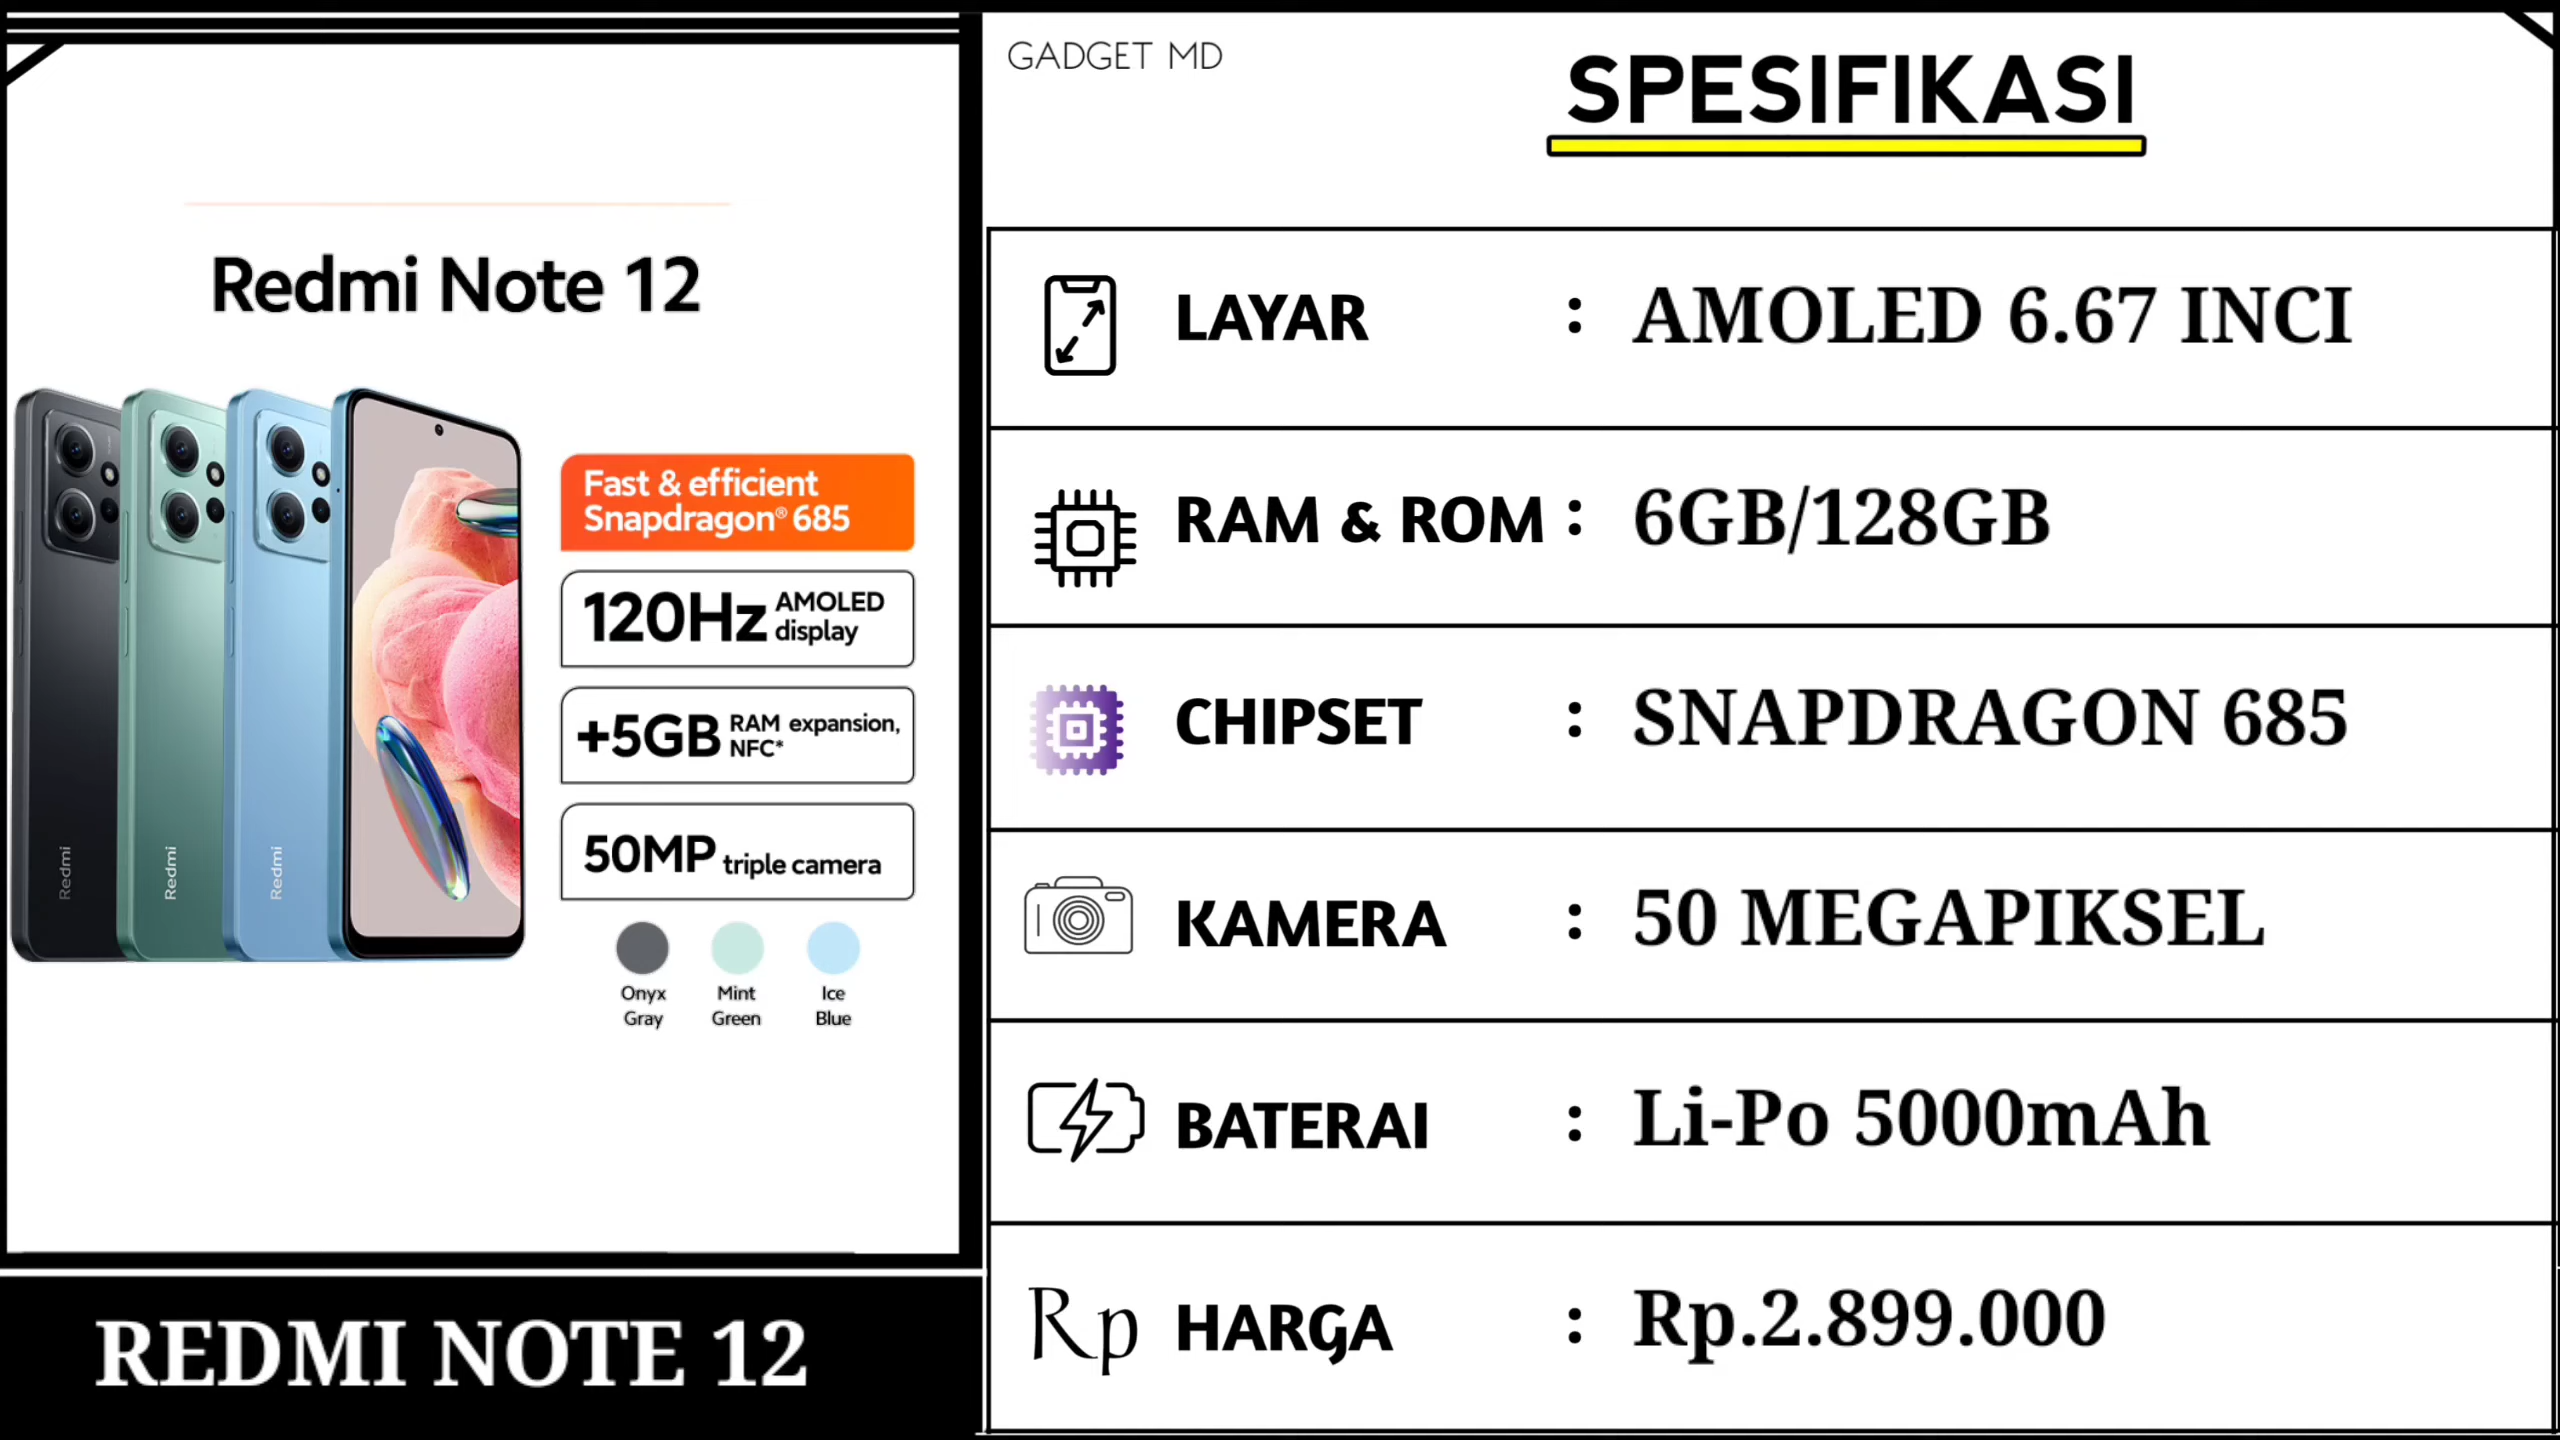 Redmi Note 12
Redmi
Redmi
Redmi
Fast & efficient
Snapdragon® 685
120Hz AMOLED display
+5GB RAM expansion, NFC*
50MP triple camera
Onyx Gray
Mint Green
Ice Blue
REDMI NOTE 12
GADGET MD
SPESIFIKASI
LAYAR : AMOLED 6.67 INCI
RAM & ROM : 6GB/128GB
CHIPSET : SNAPDRAGON 685
KAMERA : 50 MEGAPIKSEL
BATERAI : Li-Po 5000mAh
Rp HARGA : Rp.2.899.000